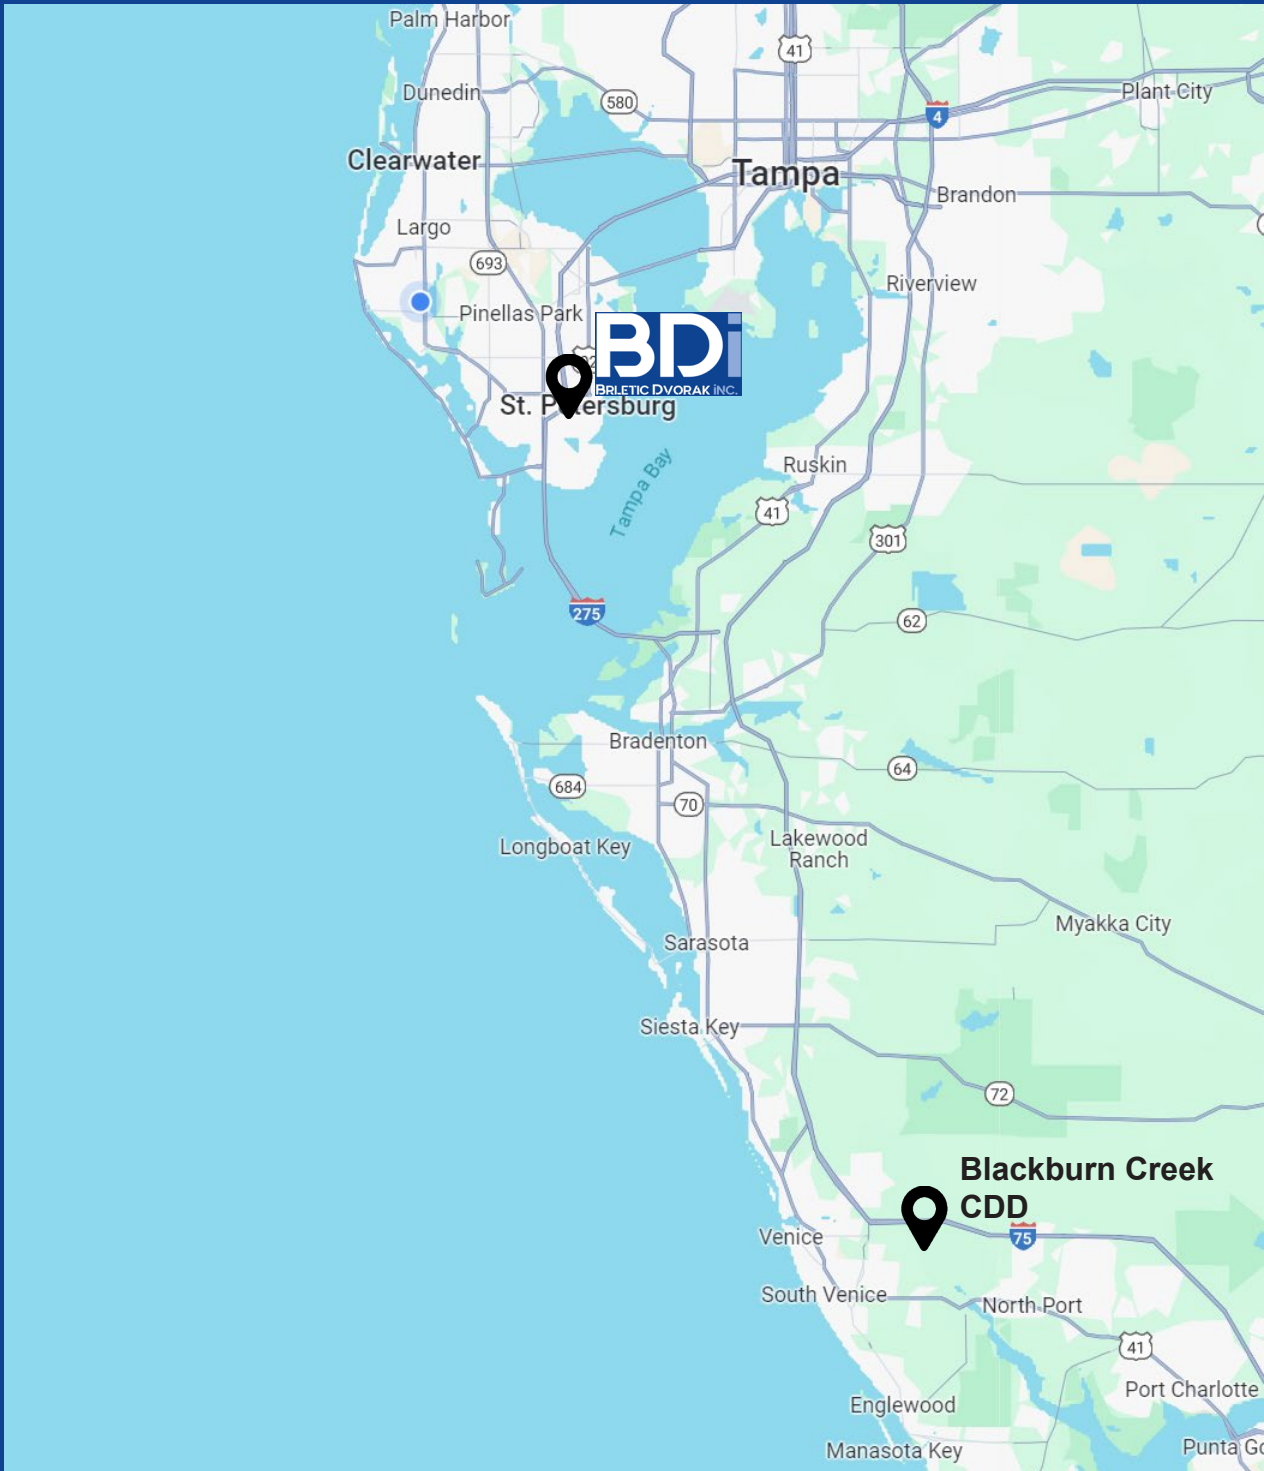 Palm Harbor
41
Dunedin
580
Plant City
4
Clearwater
Tampa
Brandon
Largo
693
Riverview
Pinellas Park
BDi
BRLETIC DVORAK INC.
St. P tersburg
Ruskin
Tampa Bay
41
301
275
62
Bradenton
64
684
70
Longboat Key
Lakewood
Ranch
Myakka City
Sarasota
Siesta Key
72
Blackburn Creek
CDD
Venice
75
South Venice
North Port
41
Port Charlotte
Englewood
Manasota Key
Punta Go